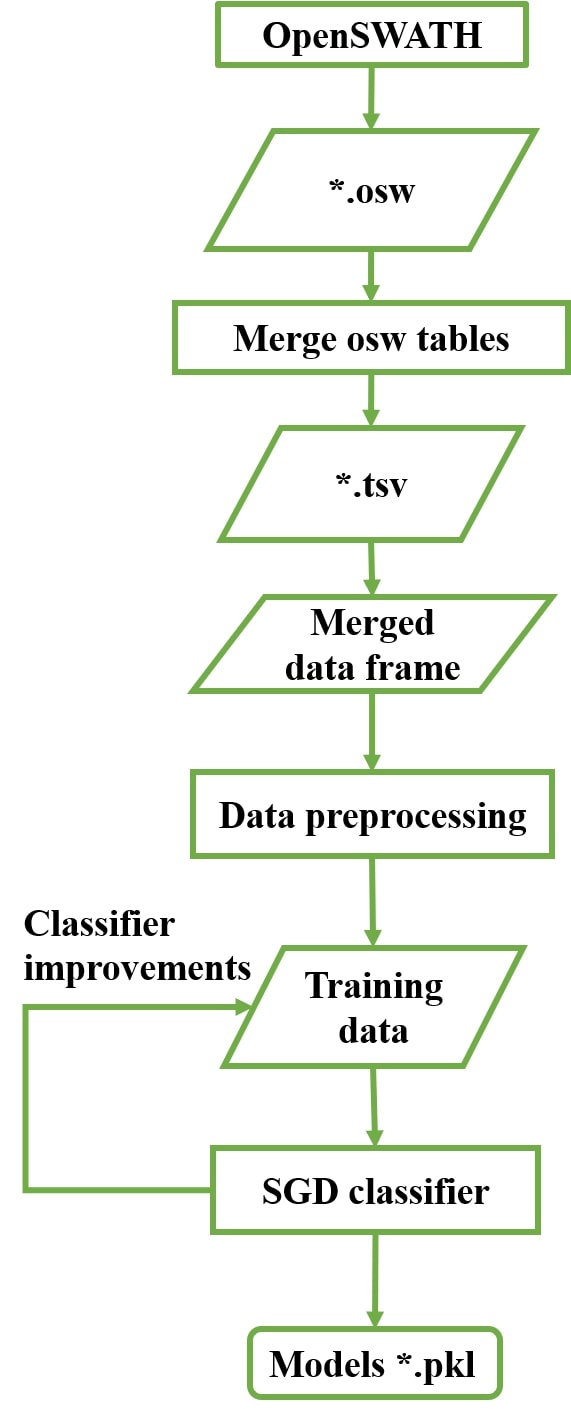 OpenSWATH
*.osw
Merge osw tables
*.tsv
Merged
data frame
Data preprocessing
Classifier
improvements
Training
data
SGD classifier
Models *.pkl